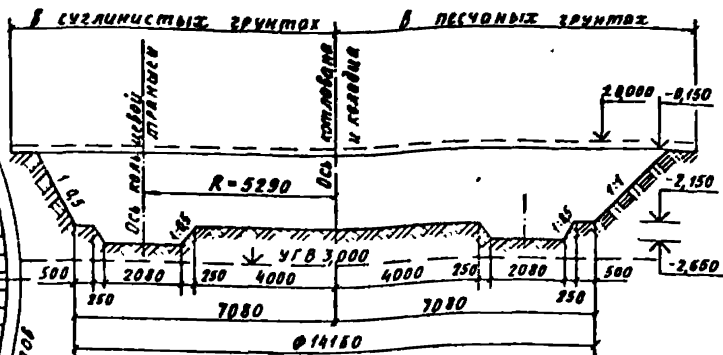 В суглинистых грунтах
В песчаных грунтах
Ось кольцевой
траншеи
Ось котлована
и колодца
±0,000
-0,150
R=5290
1:0,5
1:0,5
1:0,5
1:1
-2,150
УГВ 3,000
-2,650
500
250
2080
250
4000
4000
250
2080
250
500
7080
7080
Ф14160